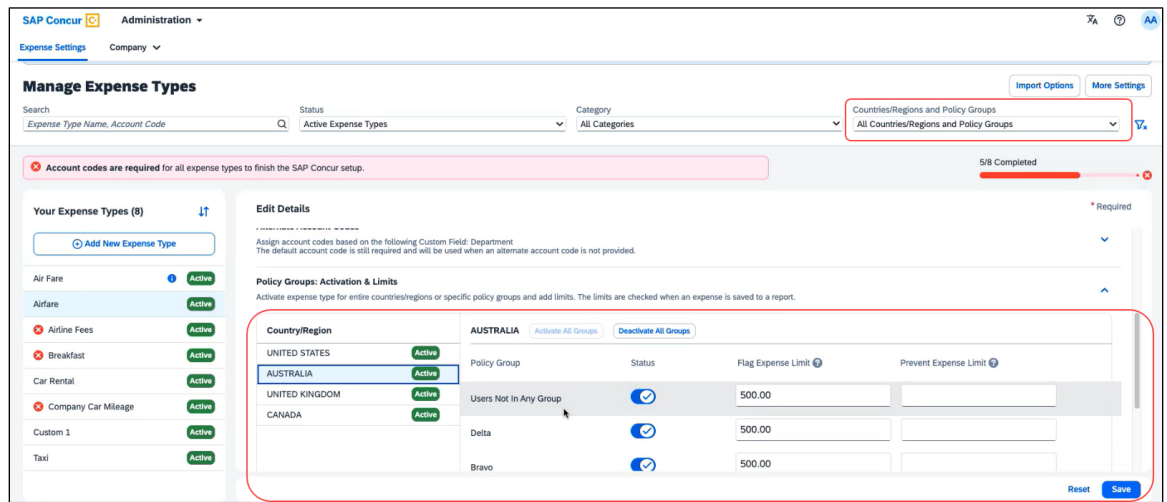 SAP Concur C Administration
AA
Expense Settings Company
Manage Expense Types
Import Options More Settings
Search Status Category Countries/Regions and Policy Groups
Expense Type Name, Account Code Active Expense Types All Categories All Countries/Regions and Policy Groups
Account codes are required for all expense types to finish the SAP Concur setup.
5/8 Completed
Your Expense Types (8)
Add New Expense Type
Air Fare Active
Airfare Active
Airline Fees Active
Breakfast Active
Car Rental Active
Company Car Mileage Active
Custom 1 Active
Taxi Active
Edit Details
* Required
Alternate Account Codes
Assign account codes based on the following Custom Field: Department
The default account code is still required and will be used when an alternate account code is not provided.
Policy Groups: Activation & Limits
Activate expense type for entire countries/regions or specific policy groups and add limits. The limits are checked when an expense is saved to a report.
Country/Region
UNITED STATES Active
AUSTRALIA Active
UNITED KINGDOM Active
CANADA Active
AUSTRALIA Activate All Groups Deactivate All Groups
Policy Group Status Flag Expense Limit Prevent Expense Limit
Users Not In Any Group 500.00
Delta 500.00
Bravo 500.00
Reset Save